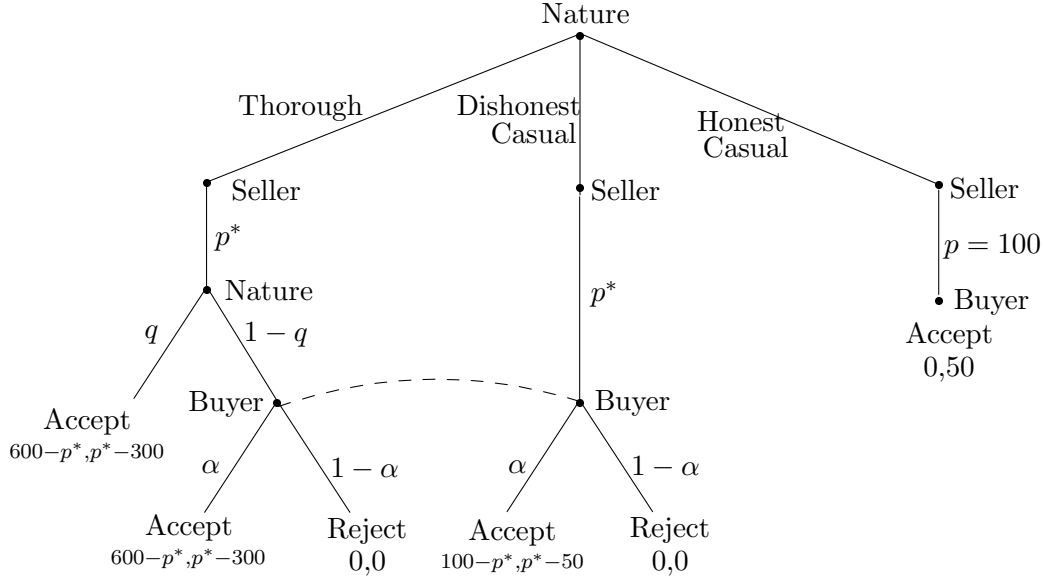 Nature
Thorough
Dishonest
Casual
Honest
Casual
Seller
Seller
Seller
p*
p = 100
Nature
p*
Buyer
q
1 − q
Accept
0,50
Buyer
Buyer
Accept
600−p*,p*−300
α
1 − α
α
1 − α
Accept
600−p*,p*−300
Reject
0,0
Accept
100−p*,p*−50
Reject
0,0